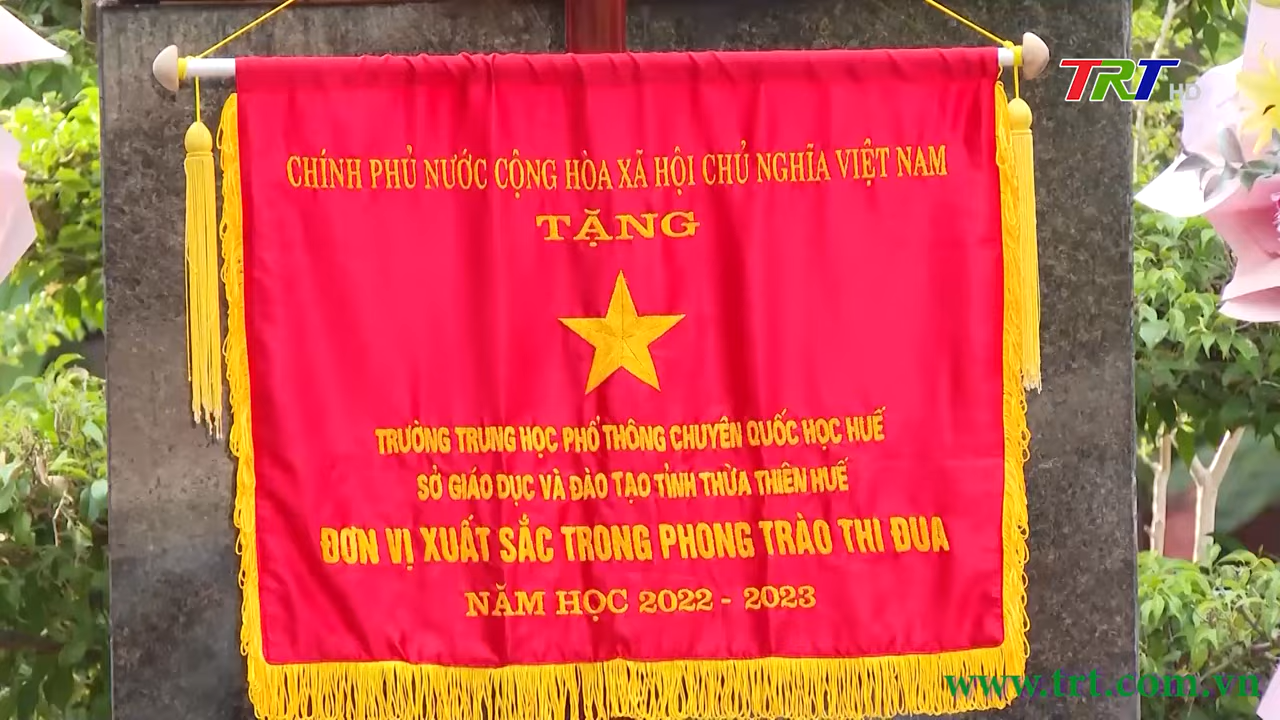 TRT HD
CHÍNH PHỦ NƯỚC CỘNG HÒA XÃ HỘI CHỦ NGHĨA VIỆT NAM
TẶNG
TRƯỜNG TRUNG HỌC PHỔ THÔNG CHUYÊN QUỐC HỌC HUẾ
SỞ GIÁO DỤC VÀ ĐÀO TẠO TỈNH THỪA THIÊN HUẾ
ĐƠN VỊ XUẤT SẮC TRONG PHONG TRÀO THI ĐUA
NĂM HỌC 2022 - 2023
www.trt.com.vn